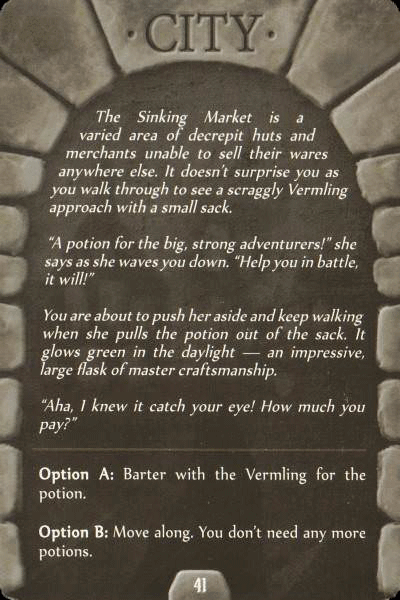 · CITY ·
The Sinking Market is a
varied area of decrepit huts and
merchants unable to sell their wares
anywhere else. It doesn't surprise you as
you walk through to see a scraggly Vermling
approach with a small sack.
"A potion for the big, strong adventurers!" she
says as she waves you down. "Help you in battle,
it will!"
You are about to push her aside and keep walking
when she pulls the potion out of the sack. It
glows green in the daylight — an impressive,
large flask of master craftsmanship.
"Aha, I knew it catch your eye! How much you
pay?"
Option A: Barter with the Vermling for the
potion.
Option B: Move along. You don't need any more
potions.
41